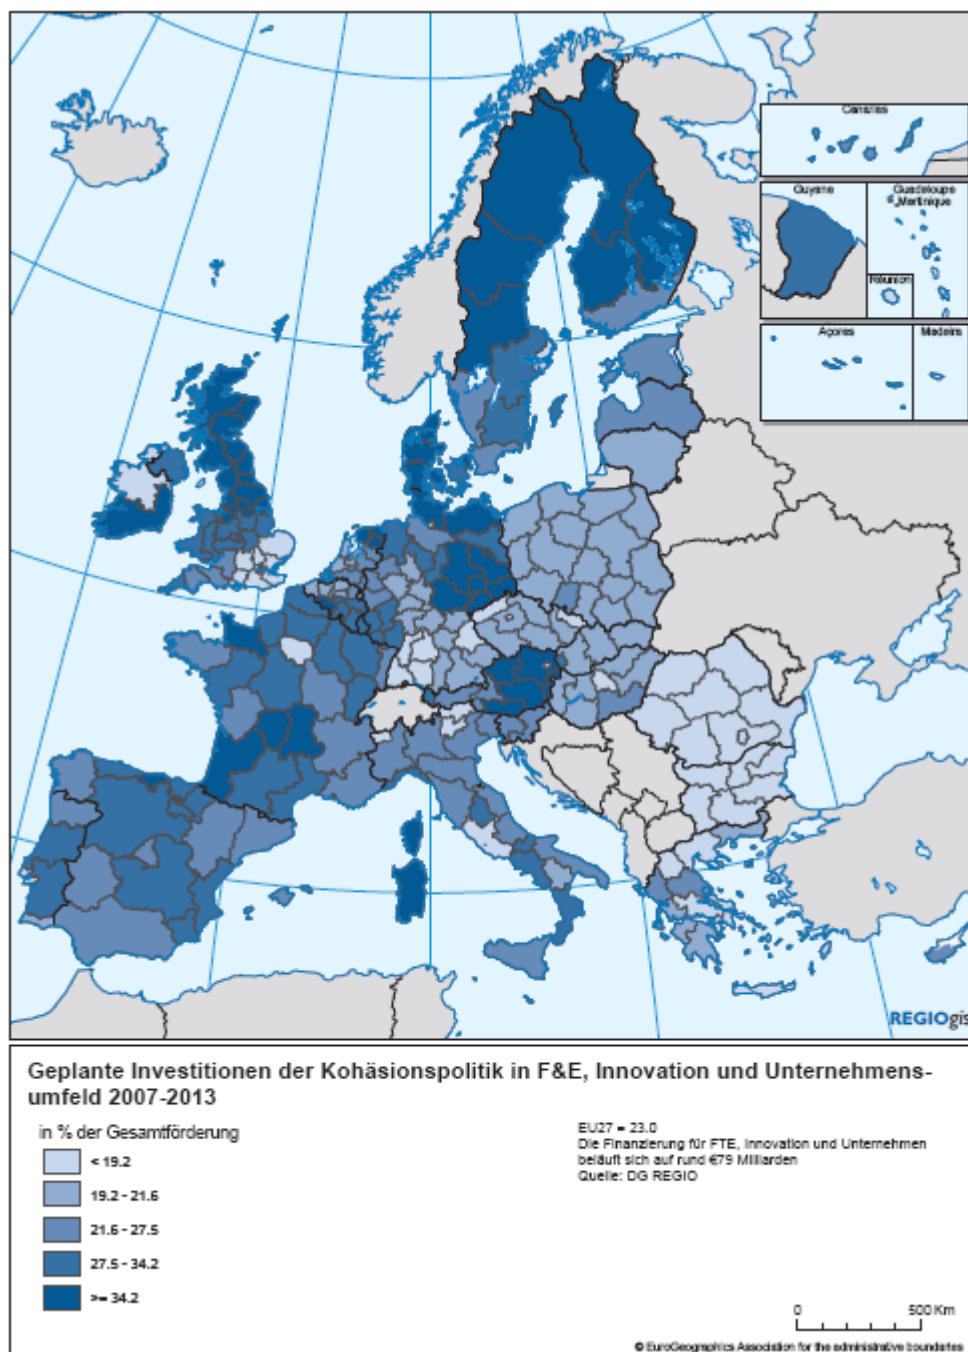 Canarias
Guyane
Guadeloupe
Martinique
Réunion
Açores
Madeira
REGIOgis
Geplante Investitionen der Kohäsionspolitik in F&E, Innovation und Unternehmens-
umfeld 2007-2013
in % der Gesamtförderung
< 19.2
19.2 - 21.6
21.6 - 27.5
27.5 - 34.2
>= 34.2
EU27 = 23.0
Die Finanzierung für FTE, Innovation und Unternehmen
beläuft sich auf rund €79 Milliarden
Quelle: DG REGIO
0 500 Km
© EuroGeographics Association for the administrative boundaries